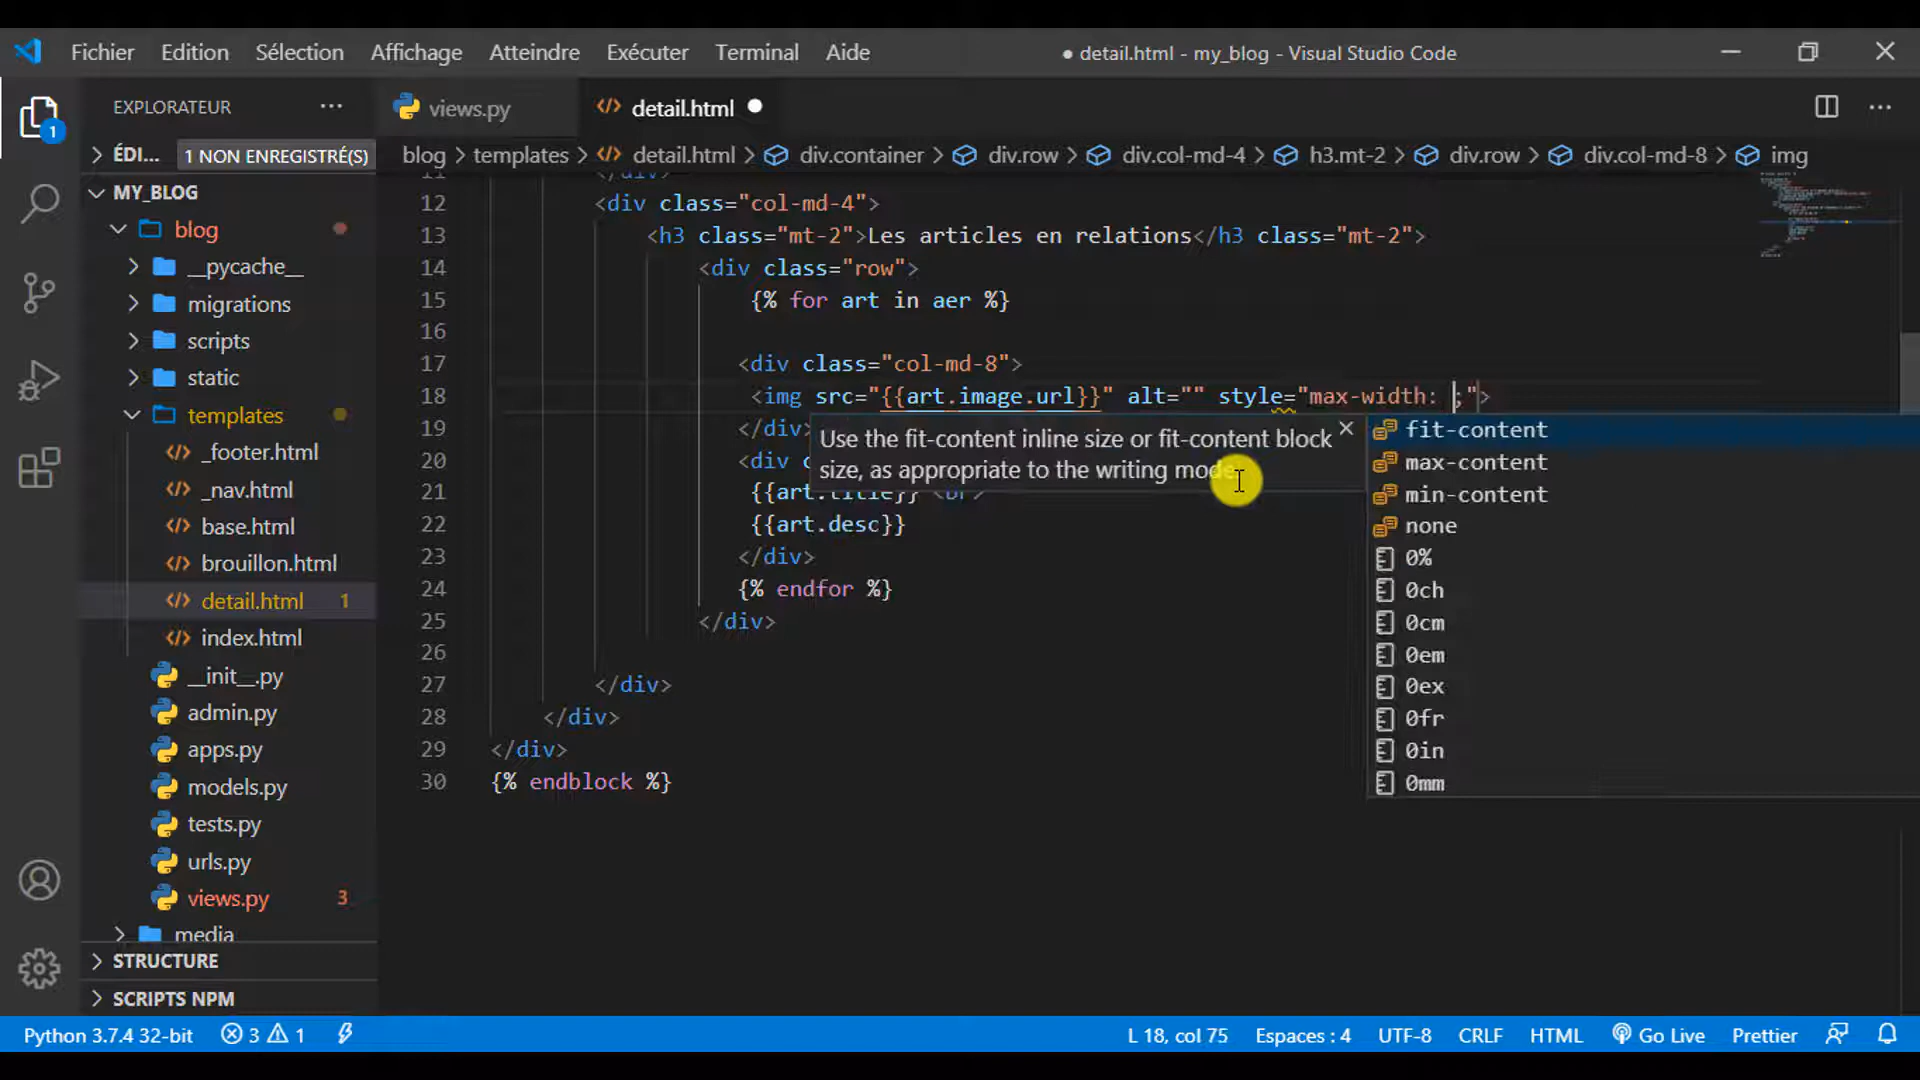 Fichier Edition Sélection Affichage Atteindre Exécuter Terminal Aide ● detail.html - my_blog - Visual Studio Code
EXPLORATEUR ··· views.py detail.html
ÉDI... 1 NON ENREGISTRÉ(S) blog > templates > detail.html > div.container > div.row > div.col-md-4 > h3.mt-2 > div.row > div.col-md-8 > img
MY_BLOG
blog
__pycache__
migrations
scripts
static
templates
_footer.html
_nav.html
base.html
brouillon.html
detail.html 1
index.html
__init__.py
admin.py
apps.py
models.py
tests.py
urls.py
views.py 3
media
STRUCTURE
SCRIPTS NPM
1
11 </div>
12 <div class="col-md-4">
13 <h3 class="mt-2">Les articles en relations</h3 class="mt-2">
14 <div class="row">
15 {% for art in aer %}
16
17 <div class="col-md-8">
18 <img src="{{art.image.url}}" alt="" style="max-width: ;">
19 </div>
20 <div c
21 {{art.title}} <br>
22 {{art.desc}}
23 </div>
24 {% endfor %}
25 </div>
26
27 </div>
28 </div>
29 </div>
30 {% endblock %}
Use the fit-content inline size or fit-content block
size, as appropriate to the writing mode
fit-content
max-content
min-content
none
0%
0ch
0cm
0em
0ex
0fr
0in
0mm
Python 3.7.4 32-bit 3 1 L 18, col 75 Espaces : 4 UTF-8 CRLF HTML Go Live Prettier